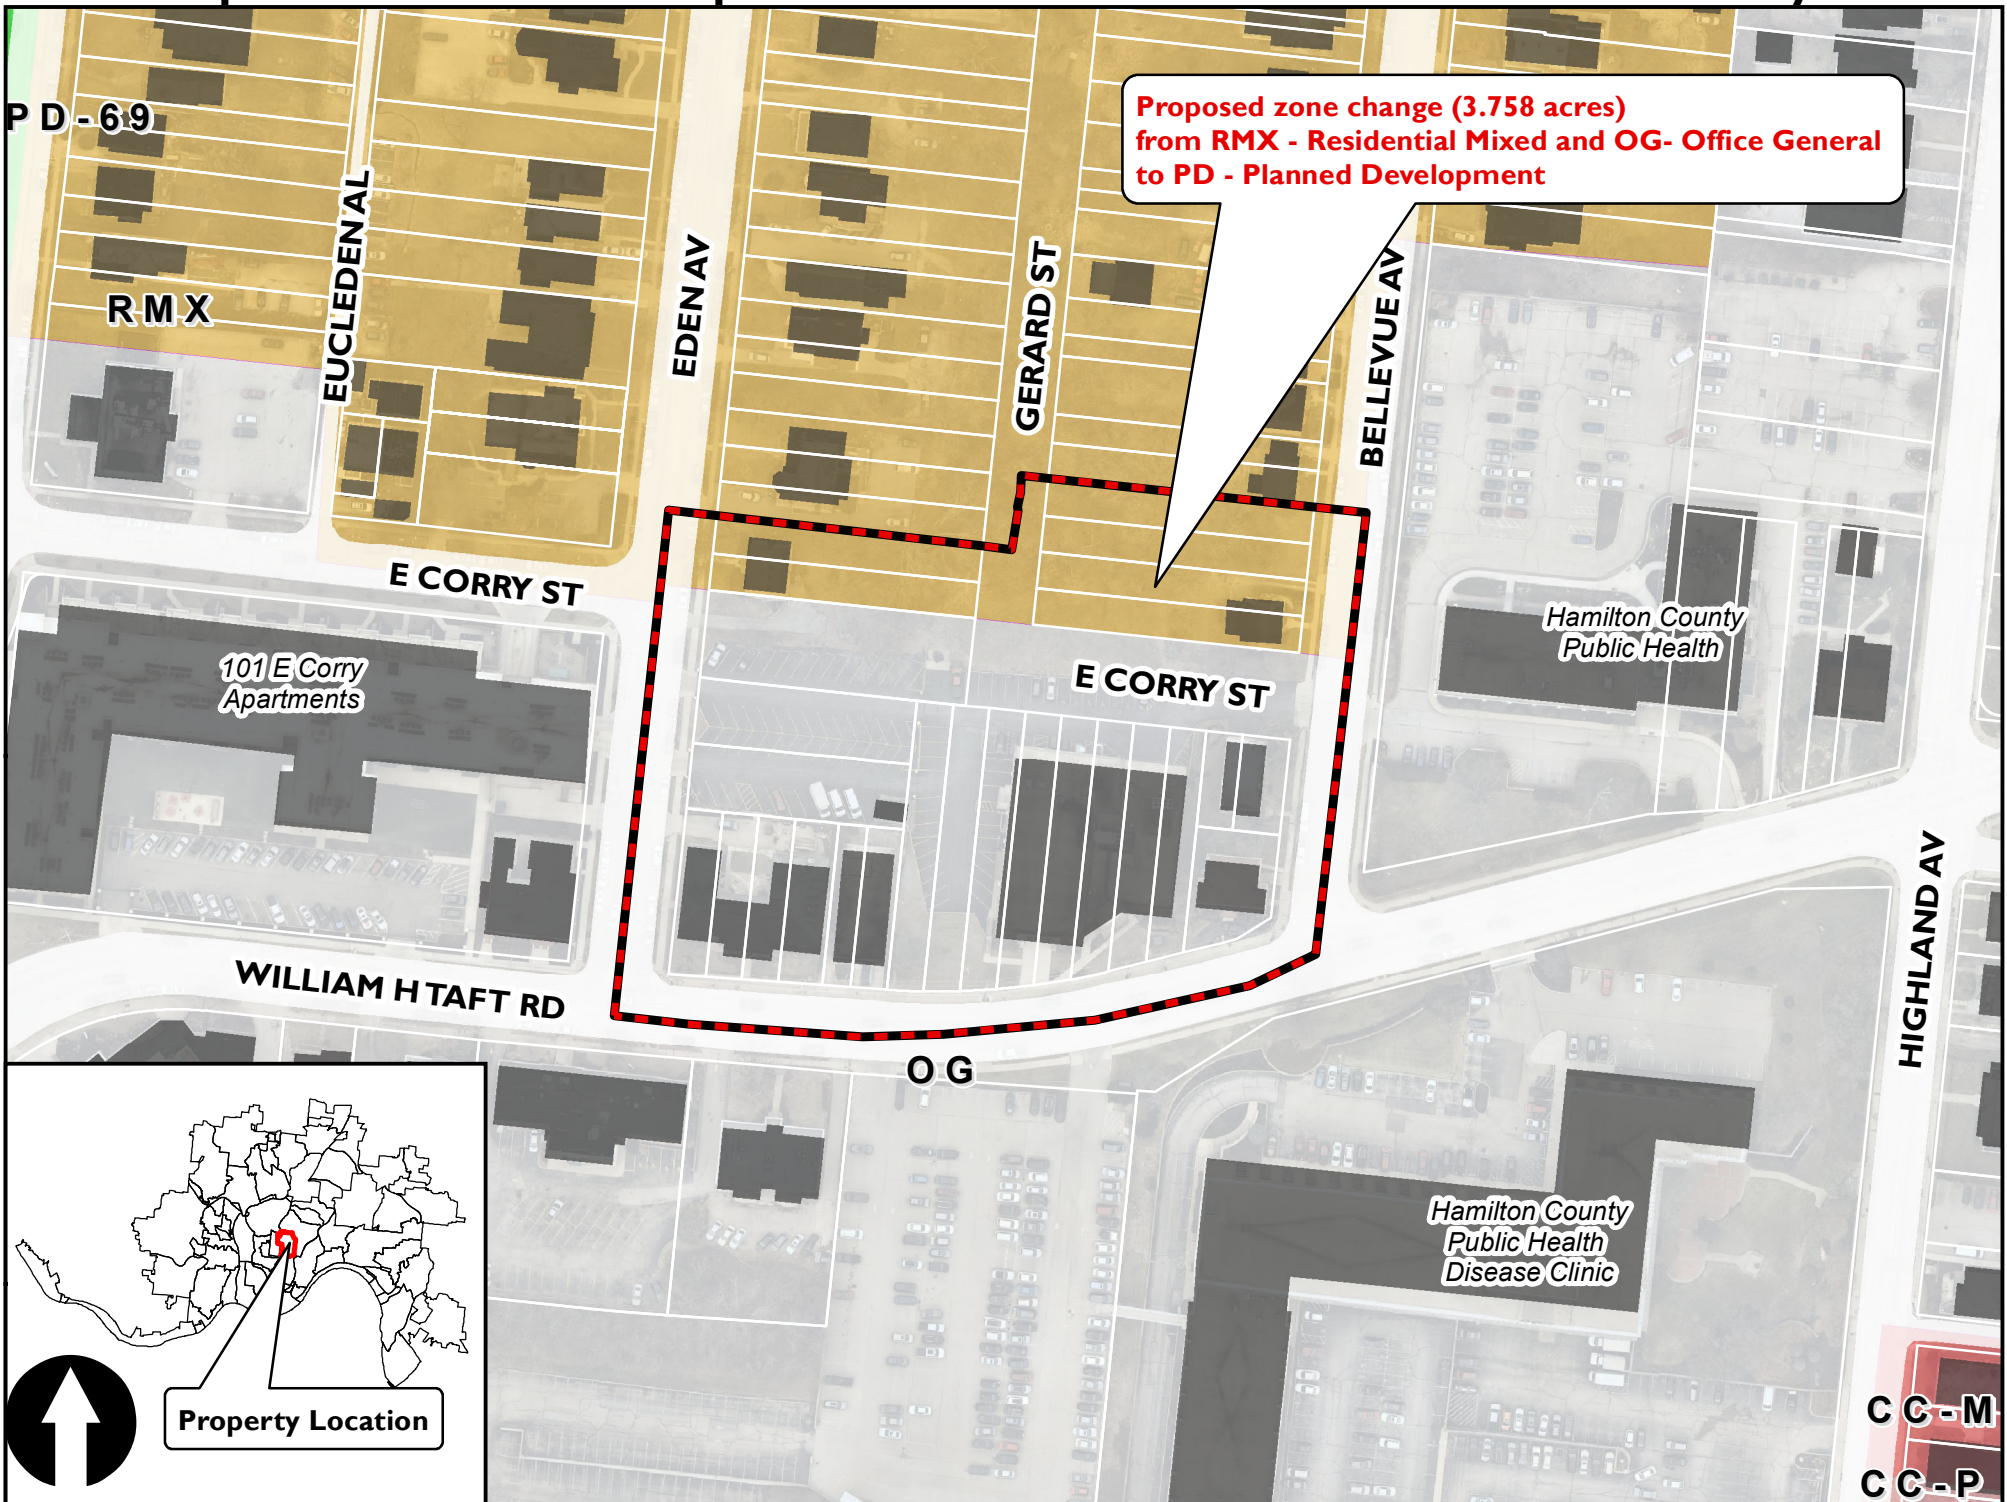 Proposed zone change (3.758 acres)
from RMX - Residential Mixed and OG- Office General
to PD - Planned Development
PD-69
RMX
EUCLEDEN AL
EDEN AV
GERARD ST
BELLEVUE AV
E CORRY ST
101 E Corry
Apartments
E CORRY ST
Hamilton County
Public Health
WILLIAM H TAFT RD
OG
HIGHLAND AV
Hamilton County
Public Health
Disease Clinic
Property Location
CC-M
CC-P